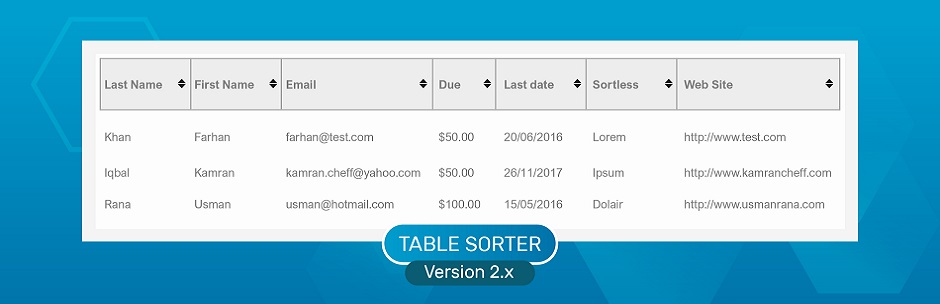 Last Name First Name Email Due Last date Sortless Web Site
Khan Farhan farhan@test.com $50.00 20/06/2016 Lorem http://www.test.com
Iqbal Kamran kamran.cheff@yahoo.com $50.00 26/11/2017 Ipsum http://www.kamrancheff.com
Rana Usman usman@hotmail.com $100.00 15/05/2016 Dolair http://www.usmanrana.com
TABLE SORTER
Version 2.x